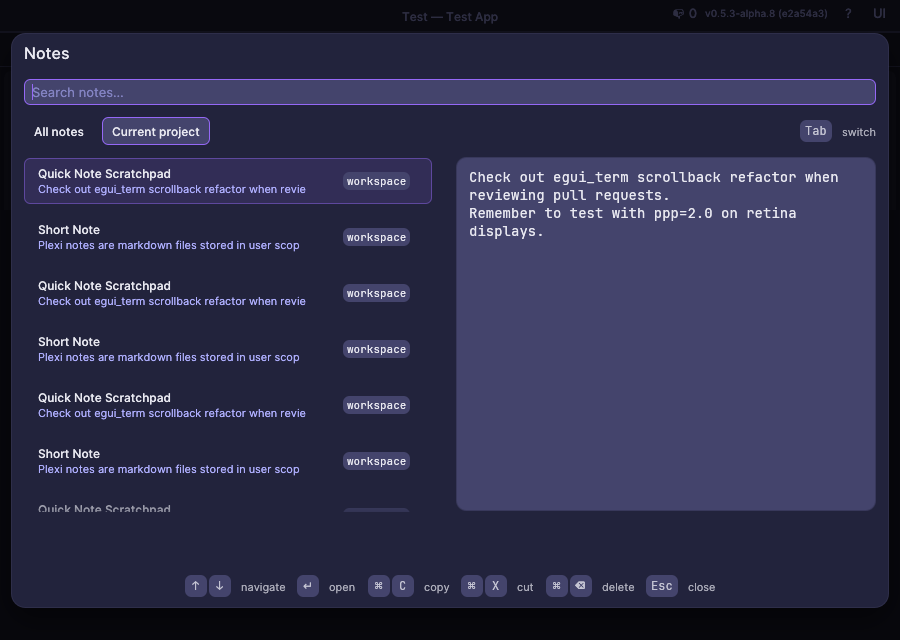 Test — Test App
v0.5.3-alpha.8 (e2a54a3) ? UI
Notes
Search notes...
All notes Current project Tab switch
Quick Note Scratchpad
Check out egui_term scrollback refactor when revie
workspace
Short Note
Plexi notes are markdown files stored in user scop
workspace
Quick Note Scratchpad
Check out egui_term scrollback refactor when revie
workspace
Short Note
Plexi notes are markdown files stored in user scop
workspace
Quick Note Scratchpad
Check out egui_term scrollback refactor when revie
workspace
Short Note
Plexi notes are markdown files stored in user scop
workspace
Quick Note Scratchpad
Check out egui_term scrollback refactor when
reviewing pull requests.
Remember to test with ppp=2.0 on retina
displays.
↑ ↓ navigate ↵ open ⌘ C copy ⌘ X cut ⌘ ⌫ delete Esc close